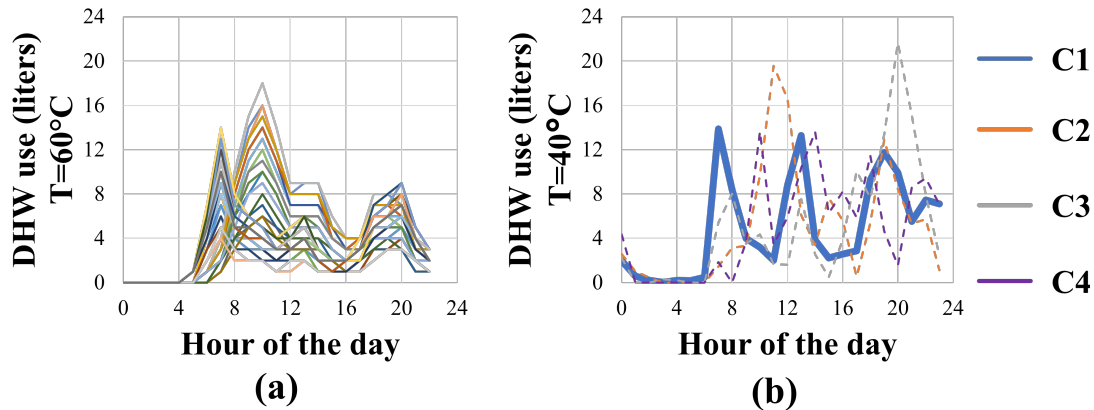 DHW use (liters)
T=60°C
24
20
16
12
8
4
0
0 4 8 12 16 20 24
Hour of the day
(a)
DHW use (liters)
T=40°C
24
20
16
12
8
4
0
0 4 8 12 16 20 24
Hour of the day
(b)
C1
C2
C3
C4